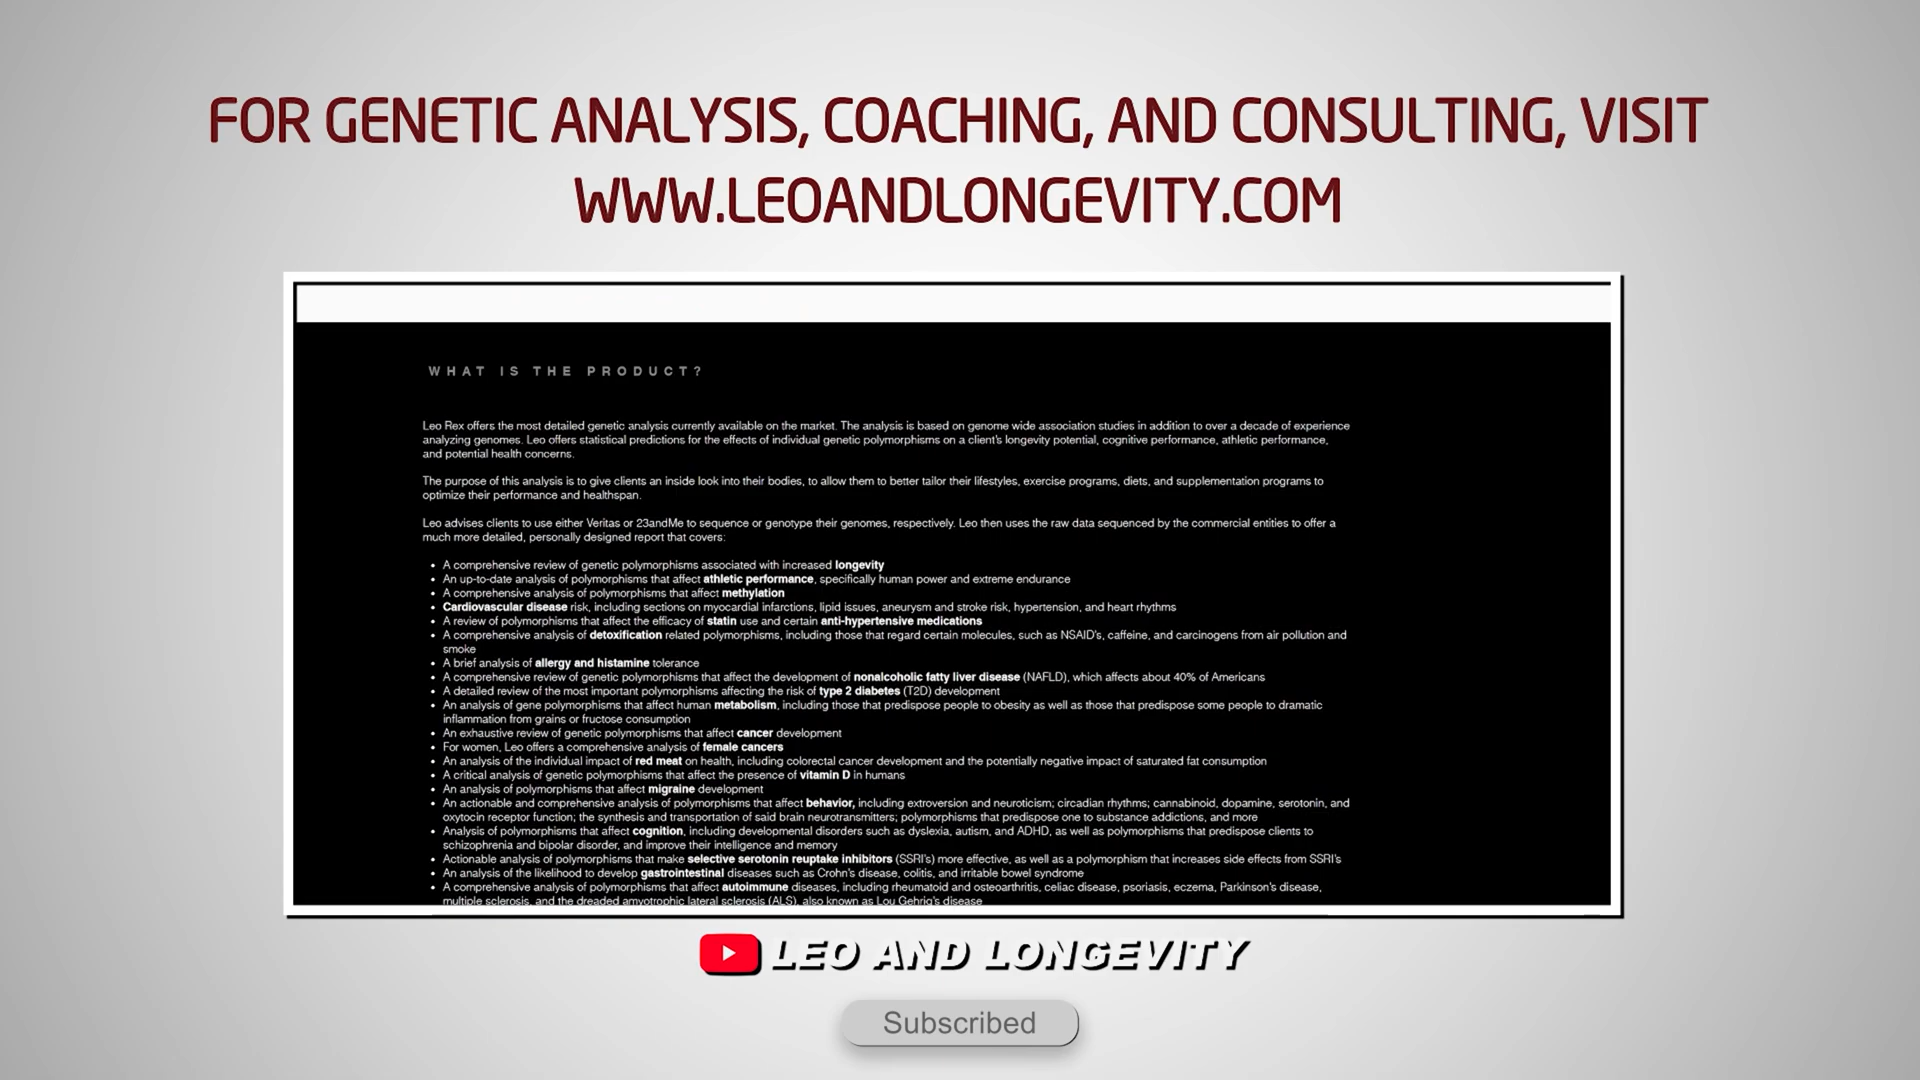 FOR GENETIC ANALYSIS, COACHING, AND CONSULTING, VISIT
WWW.LEOANDLONGEVITY.COM
WHAT IS THE PRODUCT?
Leo Rex offers the most detailed genetic analysis currently available on the market. The analysis is based on genome wide association studies in addition to over a decade of experience
analyzing genomes. Leo offers statistical predictions for the effects of individual genetic polymorphisms on a client's longevity potential, cognitive performance, athletic performance,
and potential health concerns.
The purpose of this analysis is to give clients an inside look into their bodies, to allow them to better tailor their lifestyles, exercise programs, diets, and supplementation programs to
optimize their performance and healthspan.
Leo advises clients to use either Veritas or 23andMe to sequence or genotype their genomes, respectively. Leo then uses the raw data sequenced by the commercial entities to offer a
much more detailed, personally designed report that covers:
• A comprehensive review of genetic polymorphisms associated with increased longevity
• An up-to-date analysis of polymorphisms that affect athletic performance, specifically human power and extreme endurance
• A comprehensive analysis of polymorphisms that affect methylation
• Cardiovascular disease risk, including sections on myocardial infarctions, lipid issues, aneurysm and stroke risk, hypertension, and heart rhythms
• A review of polymorphisms that affect the efficacy of statin use and certain anti-hypertensive medications
• A comprehensive analysis of detoxification related polymorphisms, including those that regard certain molecules, such as NSAID's, caffeine, and carcinogens from air pollution and
smoke
• A brief analysis of allergy and histamine tolerance
• A comprehensive review of genetic polymorphisms that affect the development of nonalcoholic fatty liver disease (NAFLD), which affects about 40% of Americans
• A detailed review of the most important polymorphisms affecting the risk of type 2 diabetes (T2D) development
• An analysis of gene polymorphisms that affect human metabolism, including those that predispose people to obesity as well as those that predispose some people to dramatic
inflammation from grains or fructose consumption
• An exhaustive review of genetic polymorphisms that affect cancer development
• For women, Leo offers a comprehensive analysis of female cancers
• An analysis of the individual impact of red meat on health, including colorectal cancer development and the potentially negative impact of saturated fat consumption
• A critical analysis of genetic polymorphisms that affect the presence of vitamin D in humans
• An analysis of polymorphisms that affect migraine development
• An actionable and comprehensive analysis of polymorphisms that affect behavior, including extroversion and neuroticism; circadian rhythms; cannabinoid, dopamine, serotonin, and
oxytocin receptor function; the synthesis and transportation of said brain neurotransmitters; polymorphisms that predispose one to substance addictions, and more
• Analysis of polymorphisms that affect cognition, including developmental disorders such as dyslexia, autism, and ADHD, as well as polymorphisms that predispose clients to
schizophrenia and bipolar disorder, and improve their intelligence and memory
• Actionable analysis of polymorphisms that make selective serotonin reuptake inhibitors (SSRI's) more effective, as well as a polymorphism that increases side effects from SSRI's
• An analysis of the likelihood to develop gastrointestinal diseases such as Crohn's disease, colitis, and irritable bowel syndrome
• A comprehensive analysis of polymorphisms that affect autoimmune diseases, including rheumatoid and osteoarthritis, celiac disease, psoriasis, eczema, Parkinson's disease,
multiple sclerosis, and the dreaded amyotrophic lateral sclerosis (ALS), also known as Lou Gehrig's disease
LEO AND LONGEVITY
Subscribed